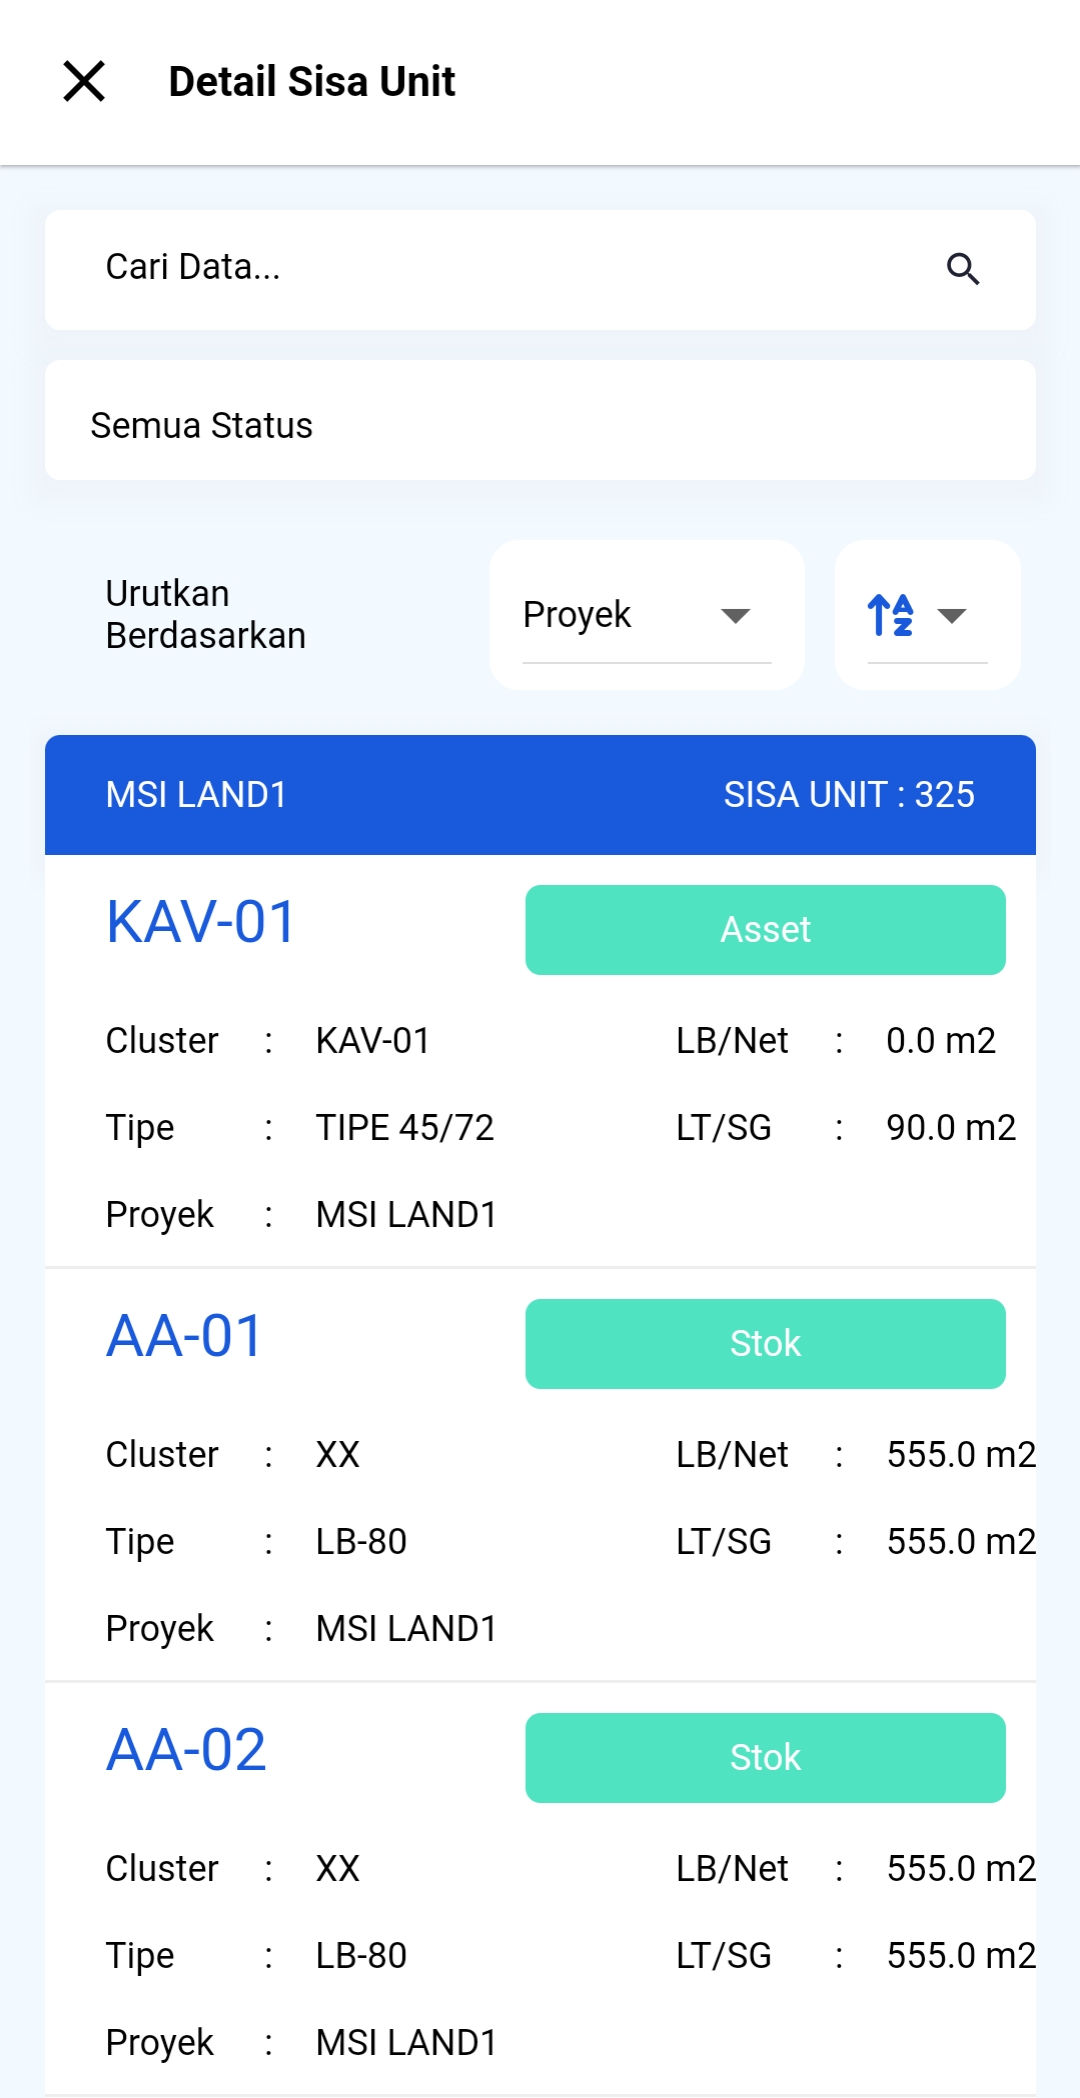 Detail Sisa Unit
Cari Data...
Semua Status
Urutkan
Berdasarkan
Proyek
MSI LAND1 SISA UNIT : 325
KAV-01 Asset
Cluster : KAV-01 LB/Net : 0.0 m2
Tipe : TIPE 45/72 LT/SG : 90.0 m2
Proyek : MSI LAND1
AA-01 Stok
Cluster : XX LB/Net : 555.0 m2
Tipe : LB-80 LT/SG : 555.0 m2
Proyek : MSI LAND1
AA-02 Stok
Cluster : XX LB/Net : 555.0 m2
Tipe : LB-80 LT/SG : 555.0 m2
Proyek : MSI LAND1